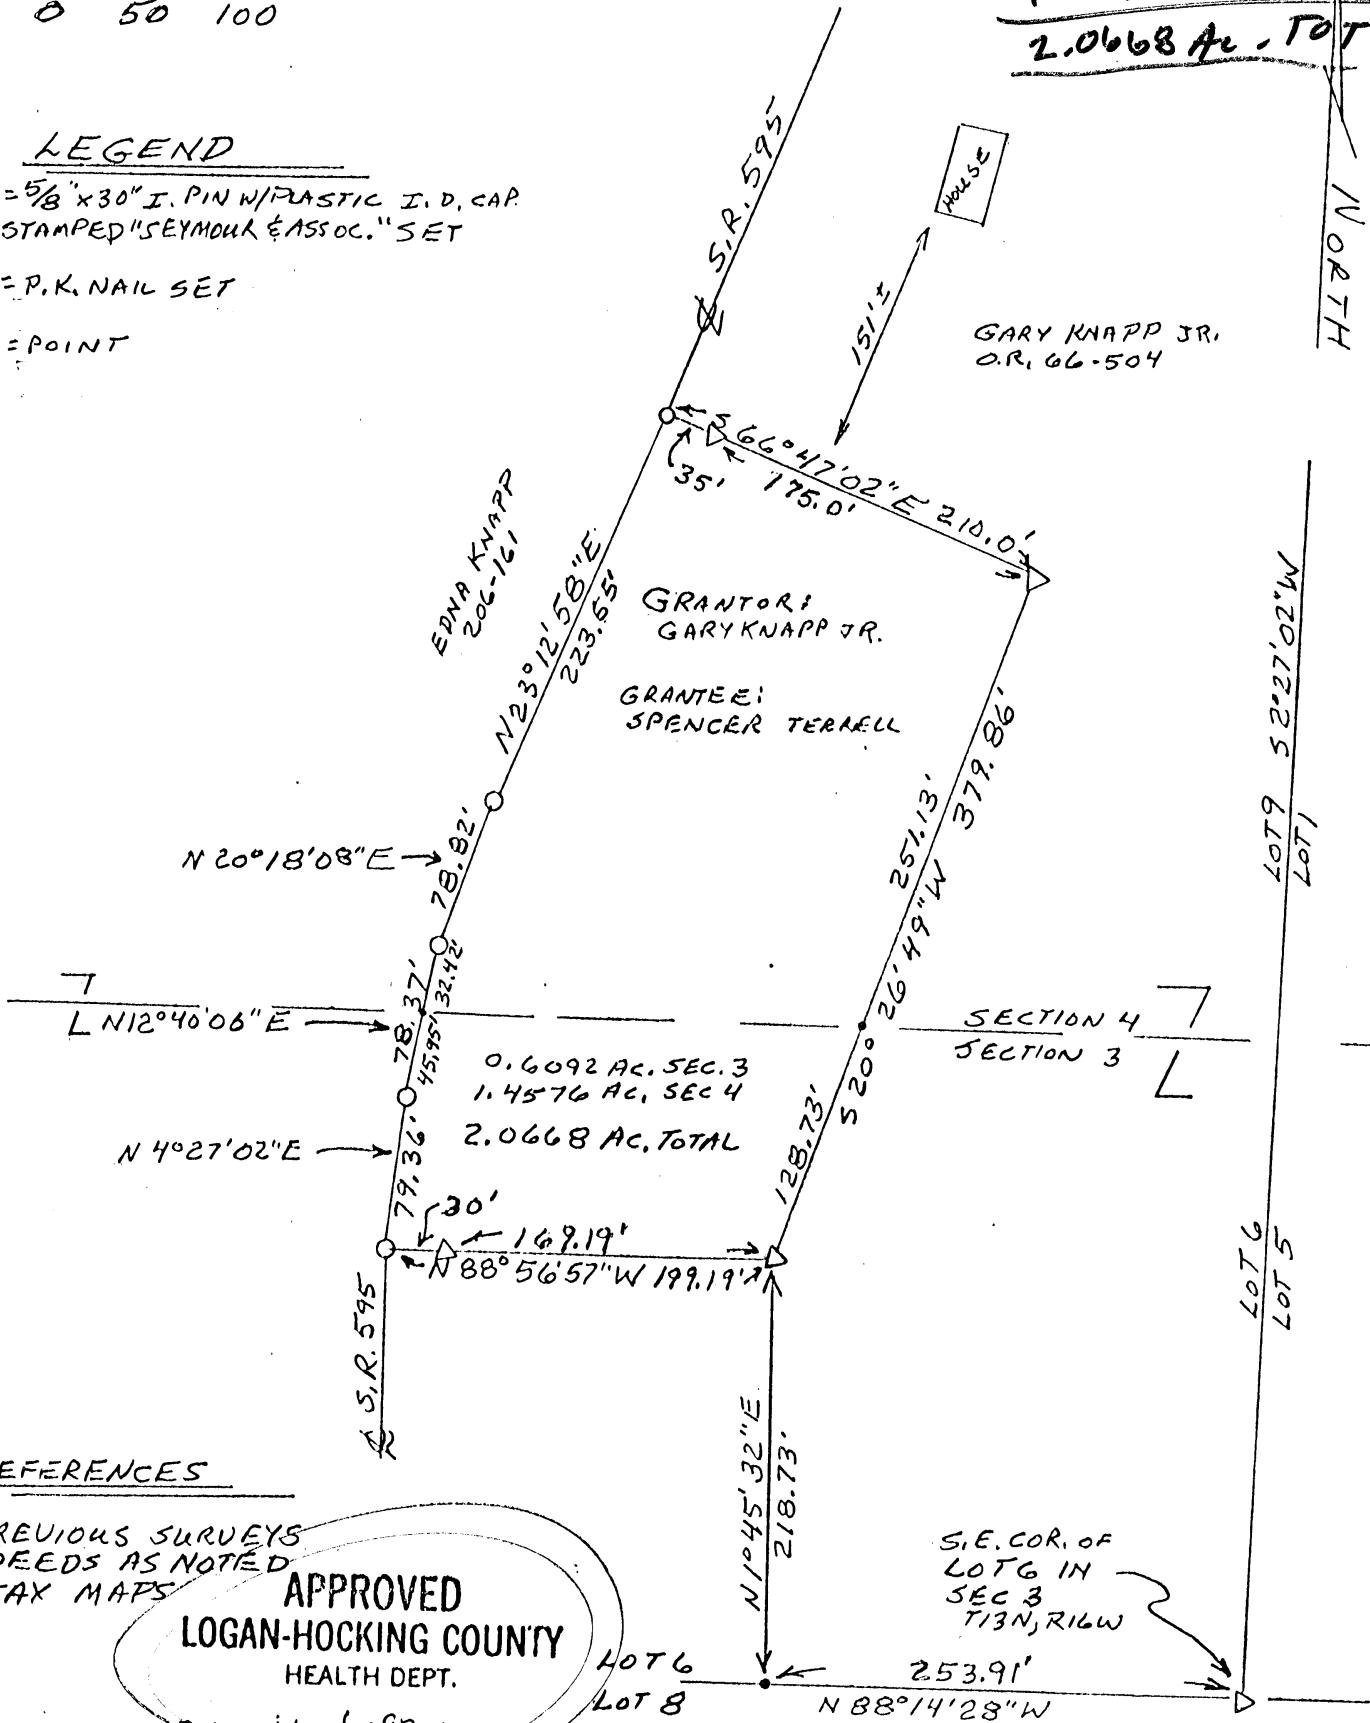 0 50 100
2.0668 Ac. TOT
LEGEND
= 5/8" x 30" I. PIN W/PLASTIC I. D. CAP.
STAMPED "SEYMOUR & ASSOC." SET
= P.K. NAIL SET
= POINT
NORTH
S.R. 595
HOUSE
151'±
GARY KNAPP JR.
O.R. 66-504
S 66°47'02" E 210.0'
35'
175.0'
EDNA KNAPP
206-161
N 23°12'58" E
223.65'
GRANTOR:
GARY KNAPP JR.
GRANTEE:
SPENCER TERRELL
S 2°27'02" W
LOT 9
LOT 1
251.13'
379.86'
S 20° 26' 49" W
N 20°18'08" E
78.82'
N 12°40'06" E
78.37'
32.42'
45.95'
SECTION 4
SECTION 3
0.6092 Ac. SEC. 3
1.4576 Ac. SEC 4
2.0668 Ac. TOTAL
128.73'
N 4°27'02" E
79.36'
30'
169.19'
N 88° 56'57" W 199.19'
LOT 6
LOT 5
S.R. 595
N 1°45'32" E
218.73'
EFERENCES
REVIOUS SURVEYS
DEEDS AS NOTED
TAX MAPS
APPROVED
LOGAN-HOCKING COUNTY
HEALTH DEPT.
S.E. COR. OF
LOT 6 IN
SEC 3
T13N, R16W
LOT 6
LOT 8
253.91'
N 88°14'28" W